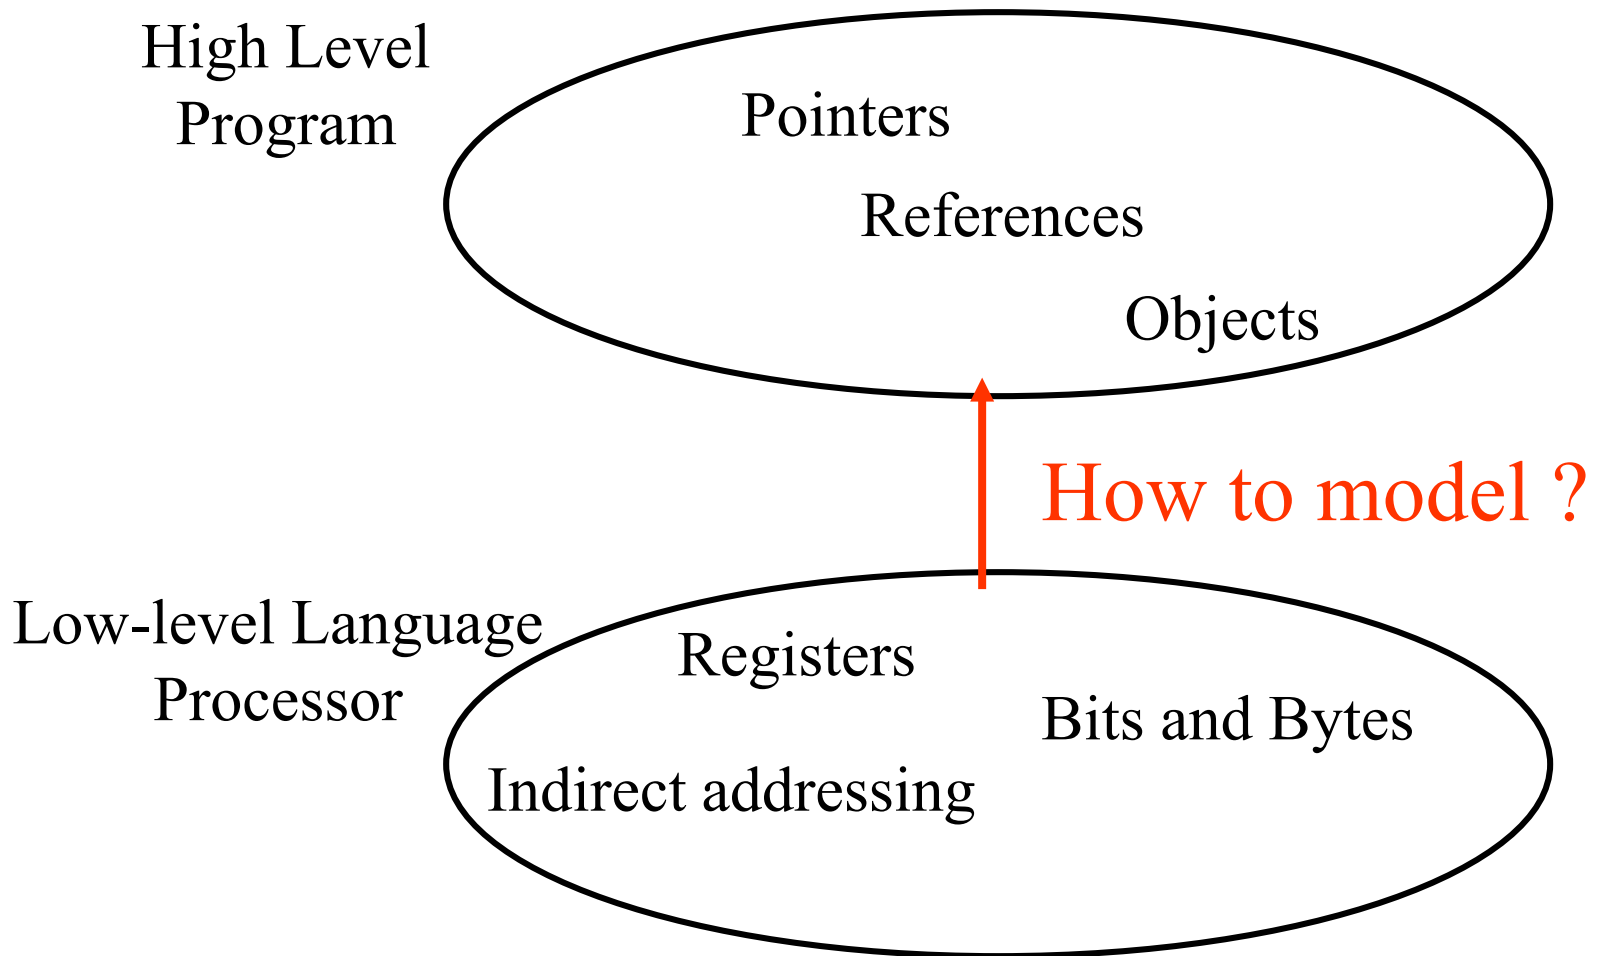 High Level
Program
Pointers
References
Objects
How to model ?
Low-level Language
Processor
Registers
Bits and Bytes
Indirect addressing